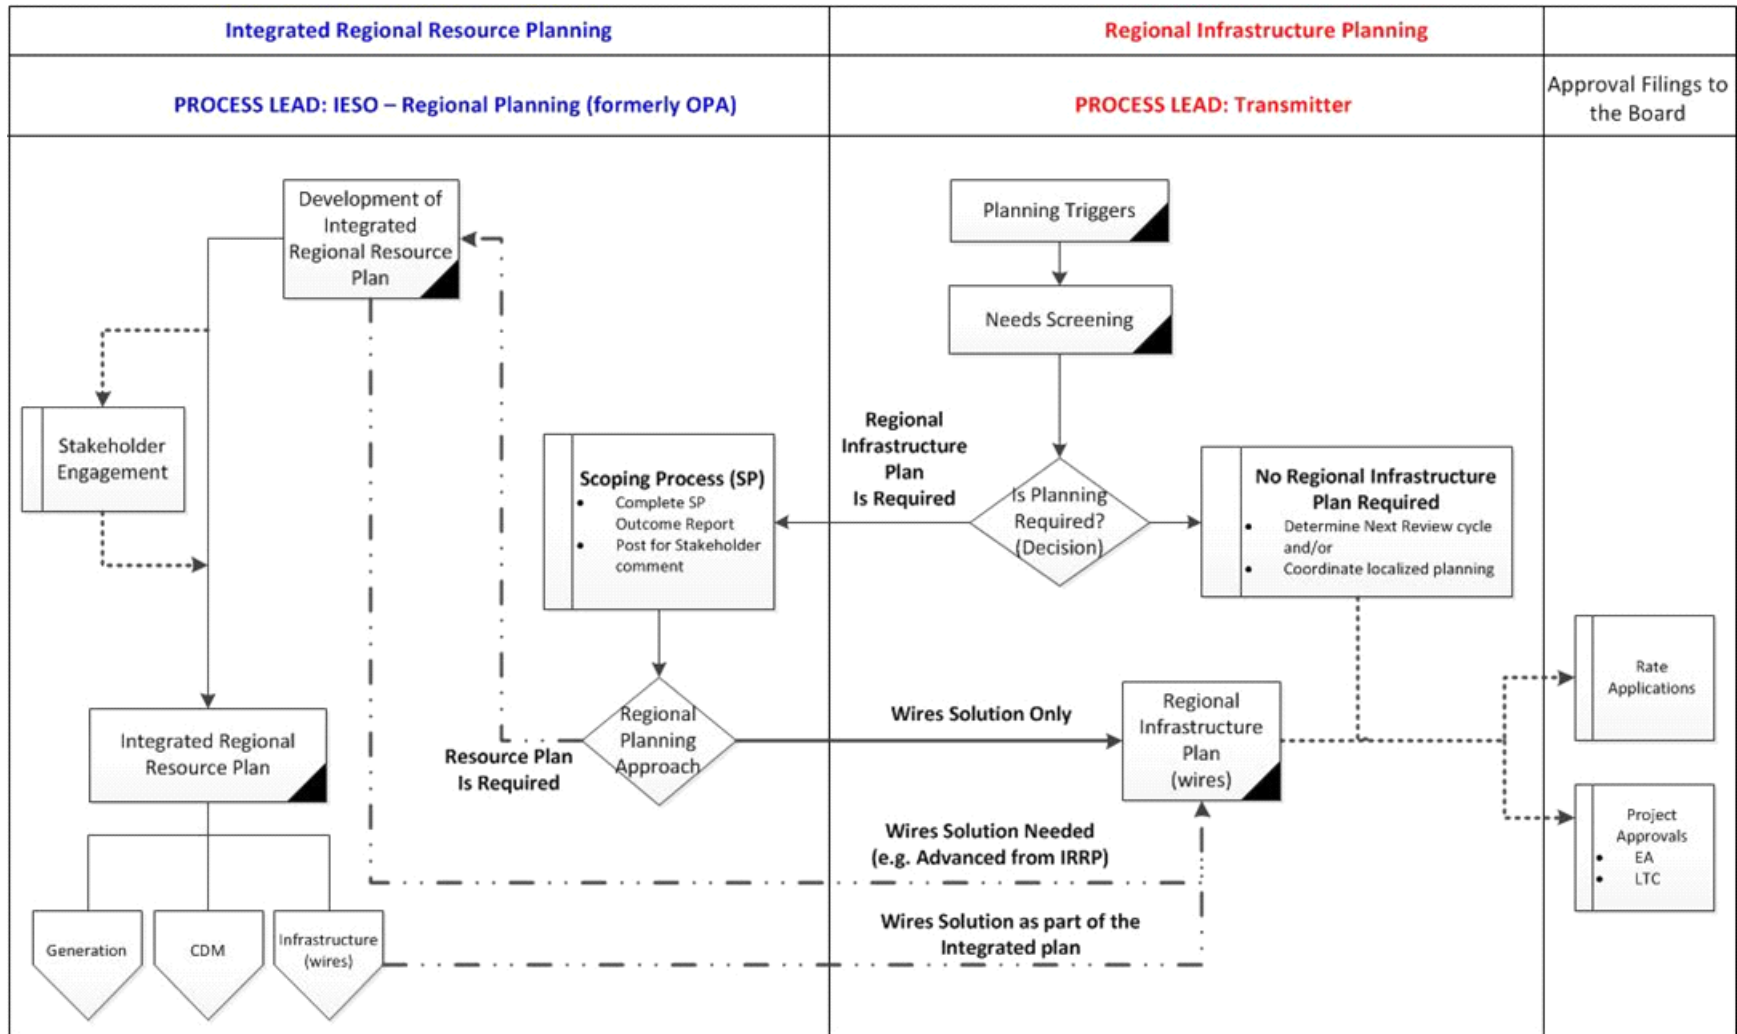 Integrated Regional Resource Planning
Regional Infrastructure Planning
PROCESS LEAD: IESO – Regional Planning (formerly OPA)
PROCESS LEAD: Transmitter
Approval Filings to
the Board
Development of
Integrated
Regional Resource
Plan
Planning Triggers
Needs Screening
Stakeholder
Engagement
Scoping Process (SP)
• Complete SP
Outcome Report
• Post for Stakeholder
comment
Regional
Infrastructure
Plan
Is Required
Is Planning
Required?
(Decision)
No Regional Infrastructure
Plan Required
• Determine Next Review cycle
and/or
• Coordinate localized planning
Integrated Regional
Resource Plan
Resource Plan
Is Required
Regional
Planning
Approach
Wires Solution Only
Regional
Infrastructure
Plan
(wires)
Rate
Applications
Project
Approvals
• EA
• LTC
Wires Solution Needed
(e.g. Advanced from IRRP)
Wires Solution as part of the
Integrated plan
Generation
CDM
Infrastructure
(wires)